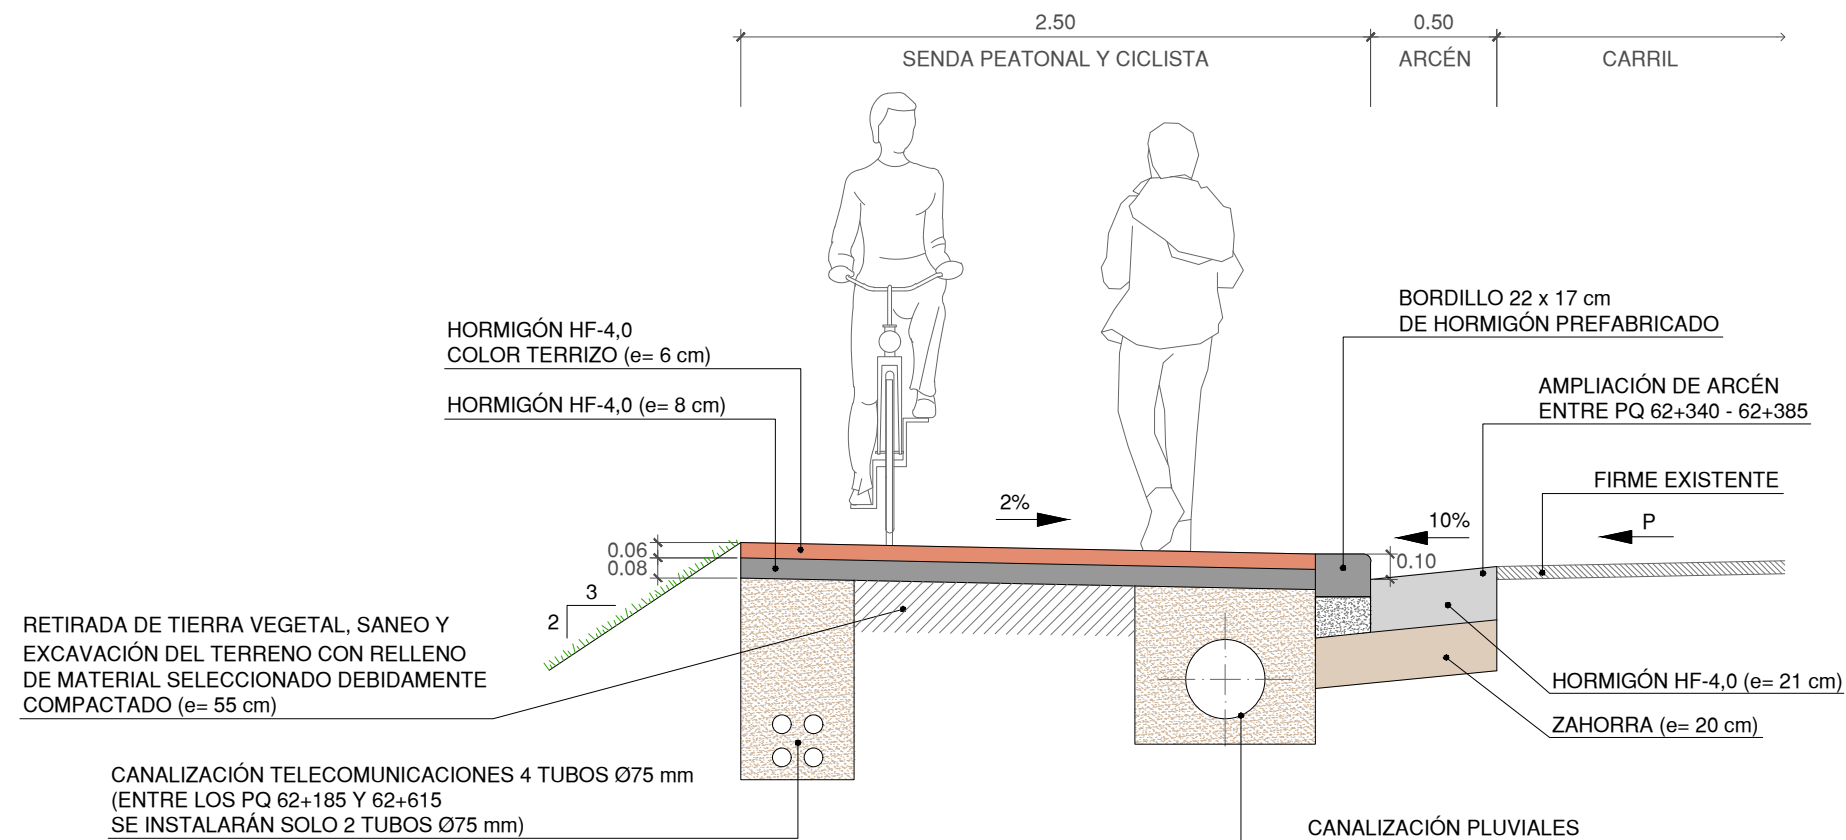 2.50
0.50
SENDA PEATONAL Y CICLISTA
ARCÉN
CARRIL
BORDILLO 22 x 17 cm
DE HORMIGÓN PREFABRICADO
HORMIGÓN HF-4,0
COLOR TERRIZO (e= 6 cm)
HORMIGÓN HF-4,0 (e= 8 cm)
AMPLIACIÓN DE ARCÉN
ENTRE PQ 62+340 - 62+385
FIRME EXISTENTE
2%
10%
P
0.06
0.08
0.10
3
2
RETIRADA DE TIERRA VEGETAL, SANEO Y
EXCAVACIÓN DEL TERRENO CON RELLENO
DE MATERIAL SELECCIONADO DEBIDAMENTE
COMPACTADO (e= 55 cm)
HORMIGÓN HF-4,0 (e= 21 cm)
ZAHORRA (e= 20 cm)
CANALIZACIÓN TELECOMUNICACIONES 4 TUBOS Ø75 mm
(ENTRE LOS PQ 62+185 Y 62+615
SE INSTALARÁN SOLO 2 TUBOS Ø75 mm)
CANALIZACIÓN PLUVIALES